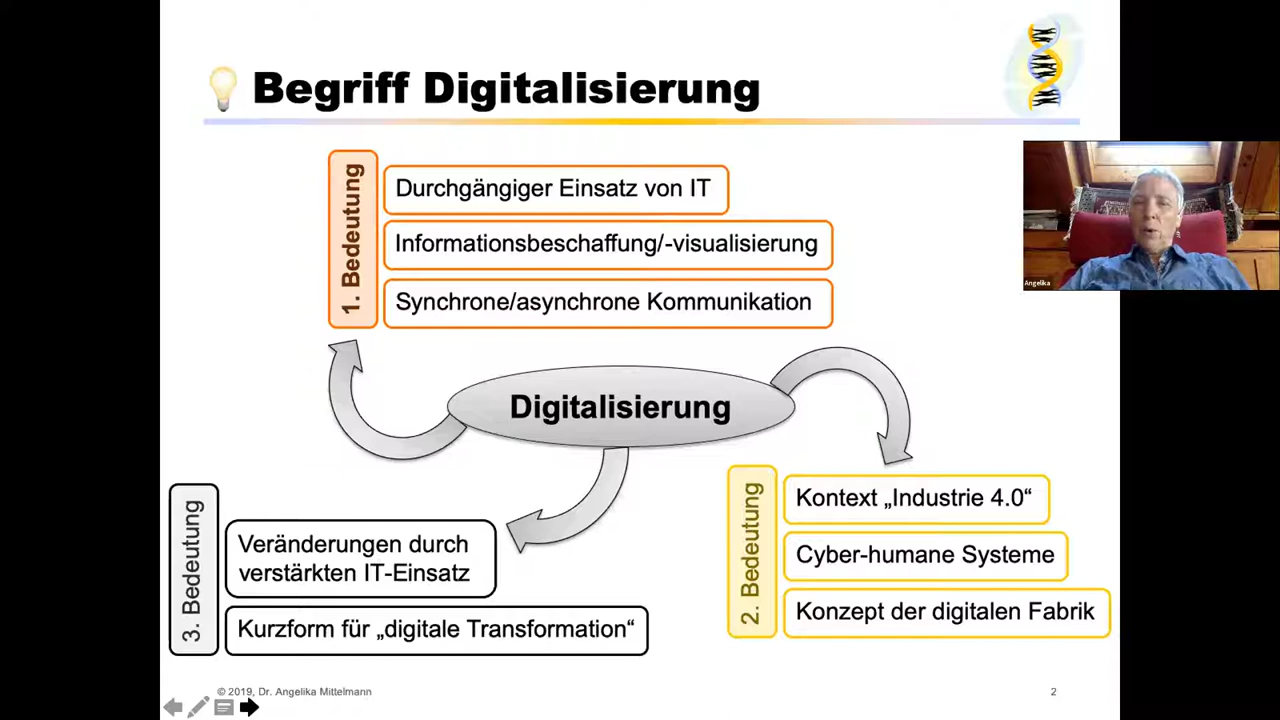 Begriff Digitalisierung
1. Bedeutung
Durchgängiger Einsatz von IT
Informationsbeschaffung/-visualisierung
Synchrone/asynchrone Kommunikation
Angelika
Digitalisierung
2. Bedeutung
Kontext „Industrie 4.0“
Cyber-humane Systeme
Konzept der digitalen Fabrik
3. Bedeutung
Veränderungen durch
verstärkten IT-Einsatz
Kurzform für „digitale Transformation“
© 2019, Dr. Angelika Mittelmann
2